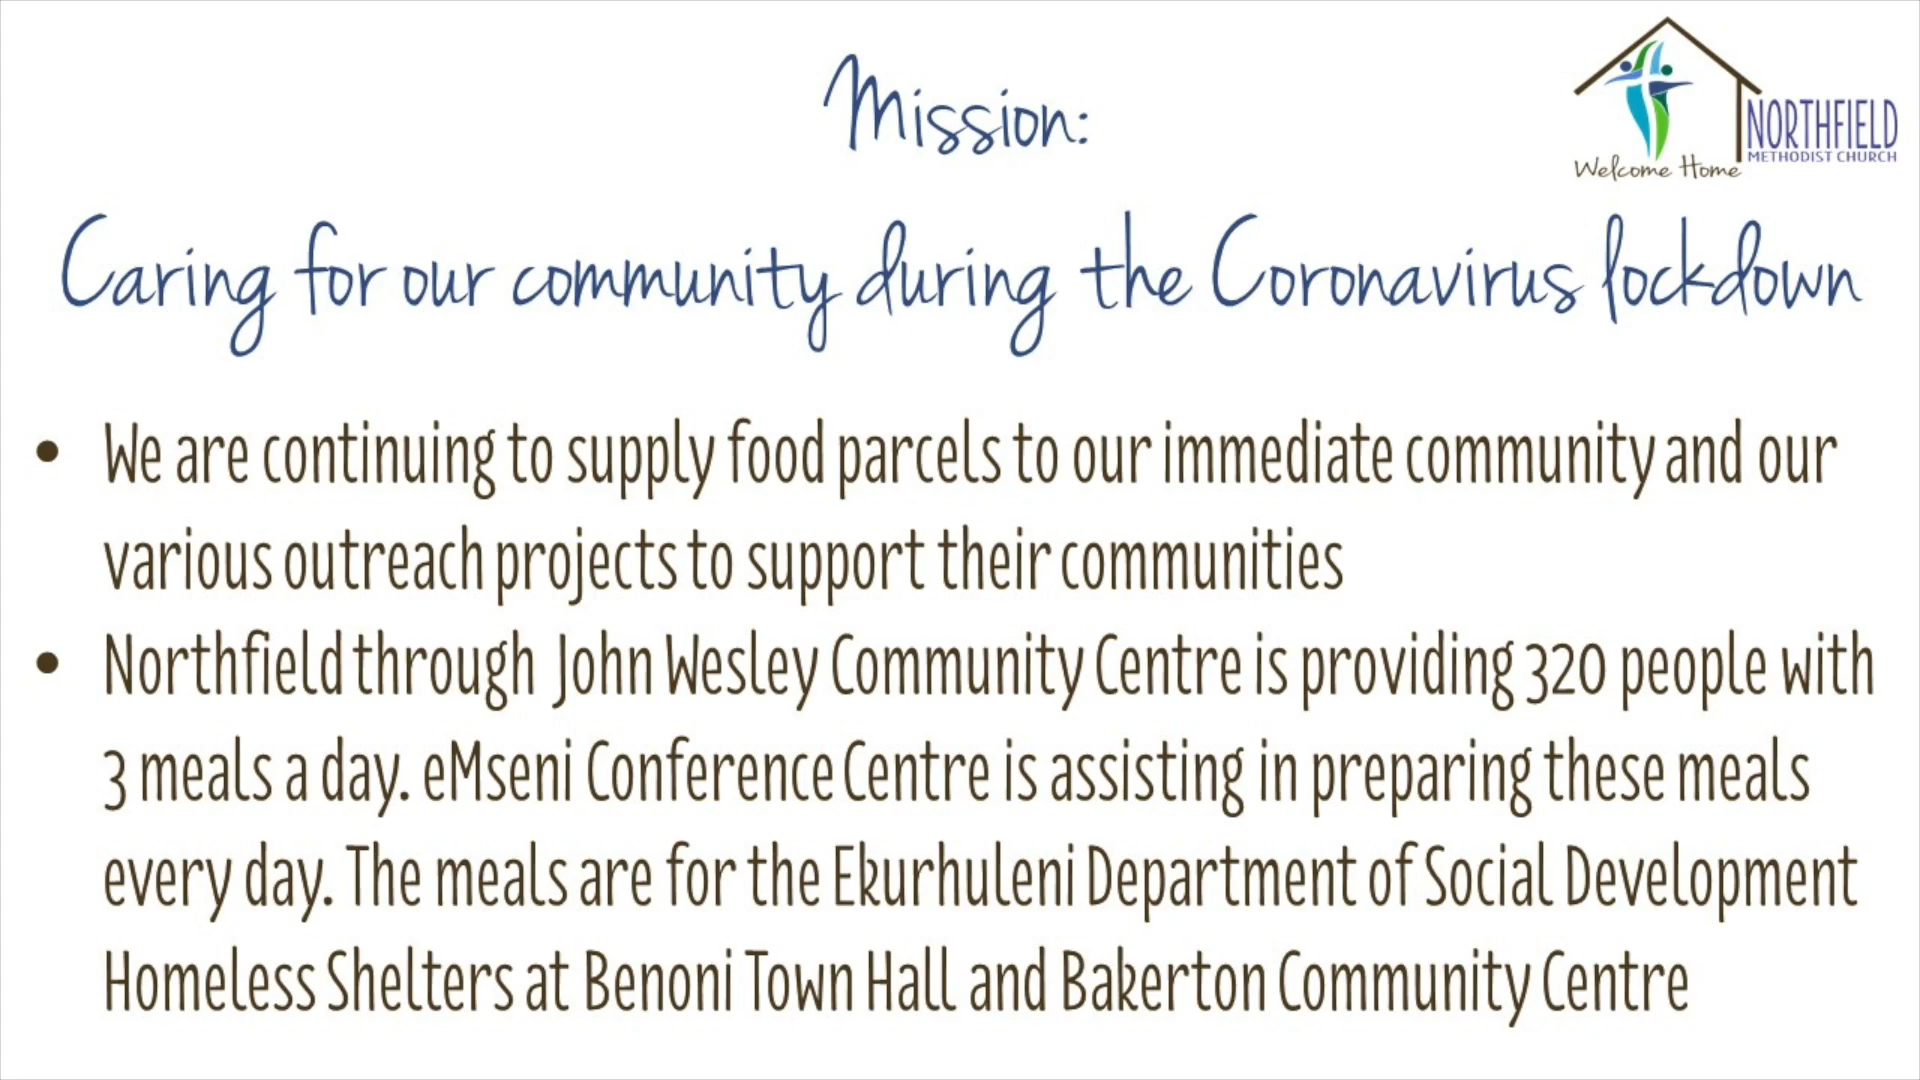 Mission:
NORTHFIELD
METHODIST CHURCH
Welcome Home
Caring for our community during the Coronavirus lockdown
• We are continuing to supply food parcels to our immediate community and our
various outreach projects to support their communities
• Northfield through John Wesley Community Centre is providing 320 people with
3 meals a day. eMseni Conference Centre is assisting in preparing these meals
every day. The meals are for the Ekurhuleni Department of Social Development
Homeless Shelters at Benoni Town Hall and Bakerton Community Centre